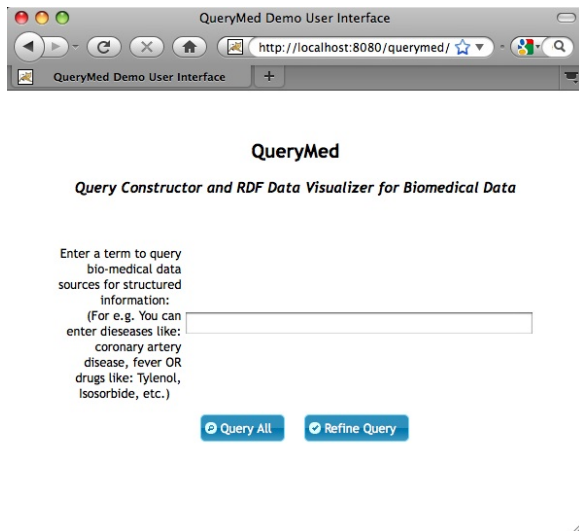 QueryMed Demo User Interface
http://localhost:8080/querymed/
QueryMed Demo User Interface
+
QueryMed
Query Constructor and RDF Data Visualizer for Biomedical Data
Enter a term to query
bio-medical data
sources for structured
information:
(For e.g. You can
enter dieseases like:
coronary artery
disease, fever OR
drugs like: Tylenol,
Isosorbide, etc.)
Query All
Refine Query